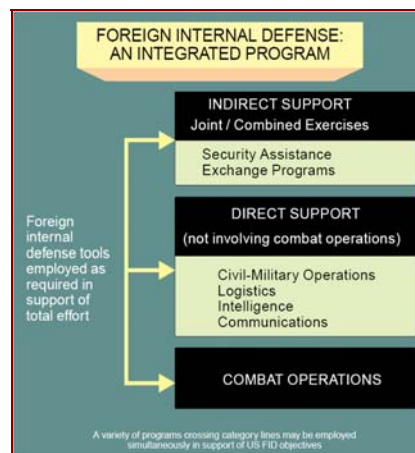 FOREIGN INTERNAL DEFENSE:
AN INTEGRATED PROGRAM
INDIRECT SUPPORT
Joint / Combined Exercises
Security Assistance
Exchange Programs
Foreign
internal
defense tools
employed as
required in
support of
total effort
DIRECT SUPPORT
(not involving combat operations)
Civil-Military Operations
Logistics
Intelligence
Communications
COMBAT OPERATIONS
A variety of programs crossing category lines may be employed
simultaneously in support of US FID objectives